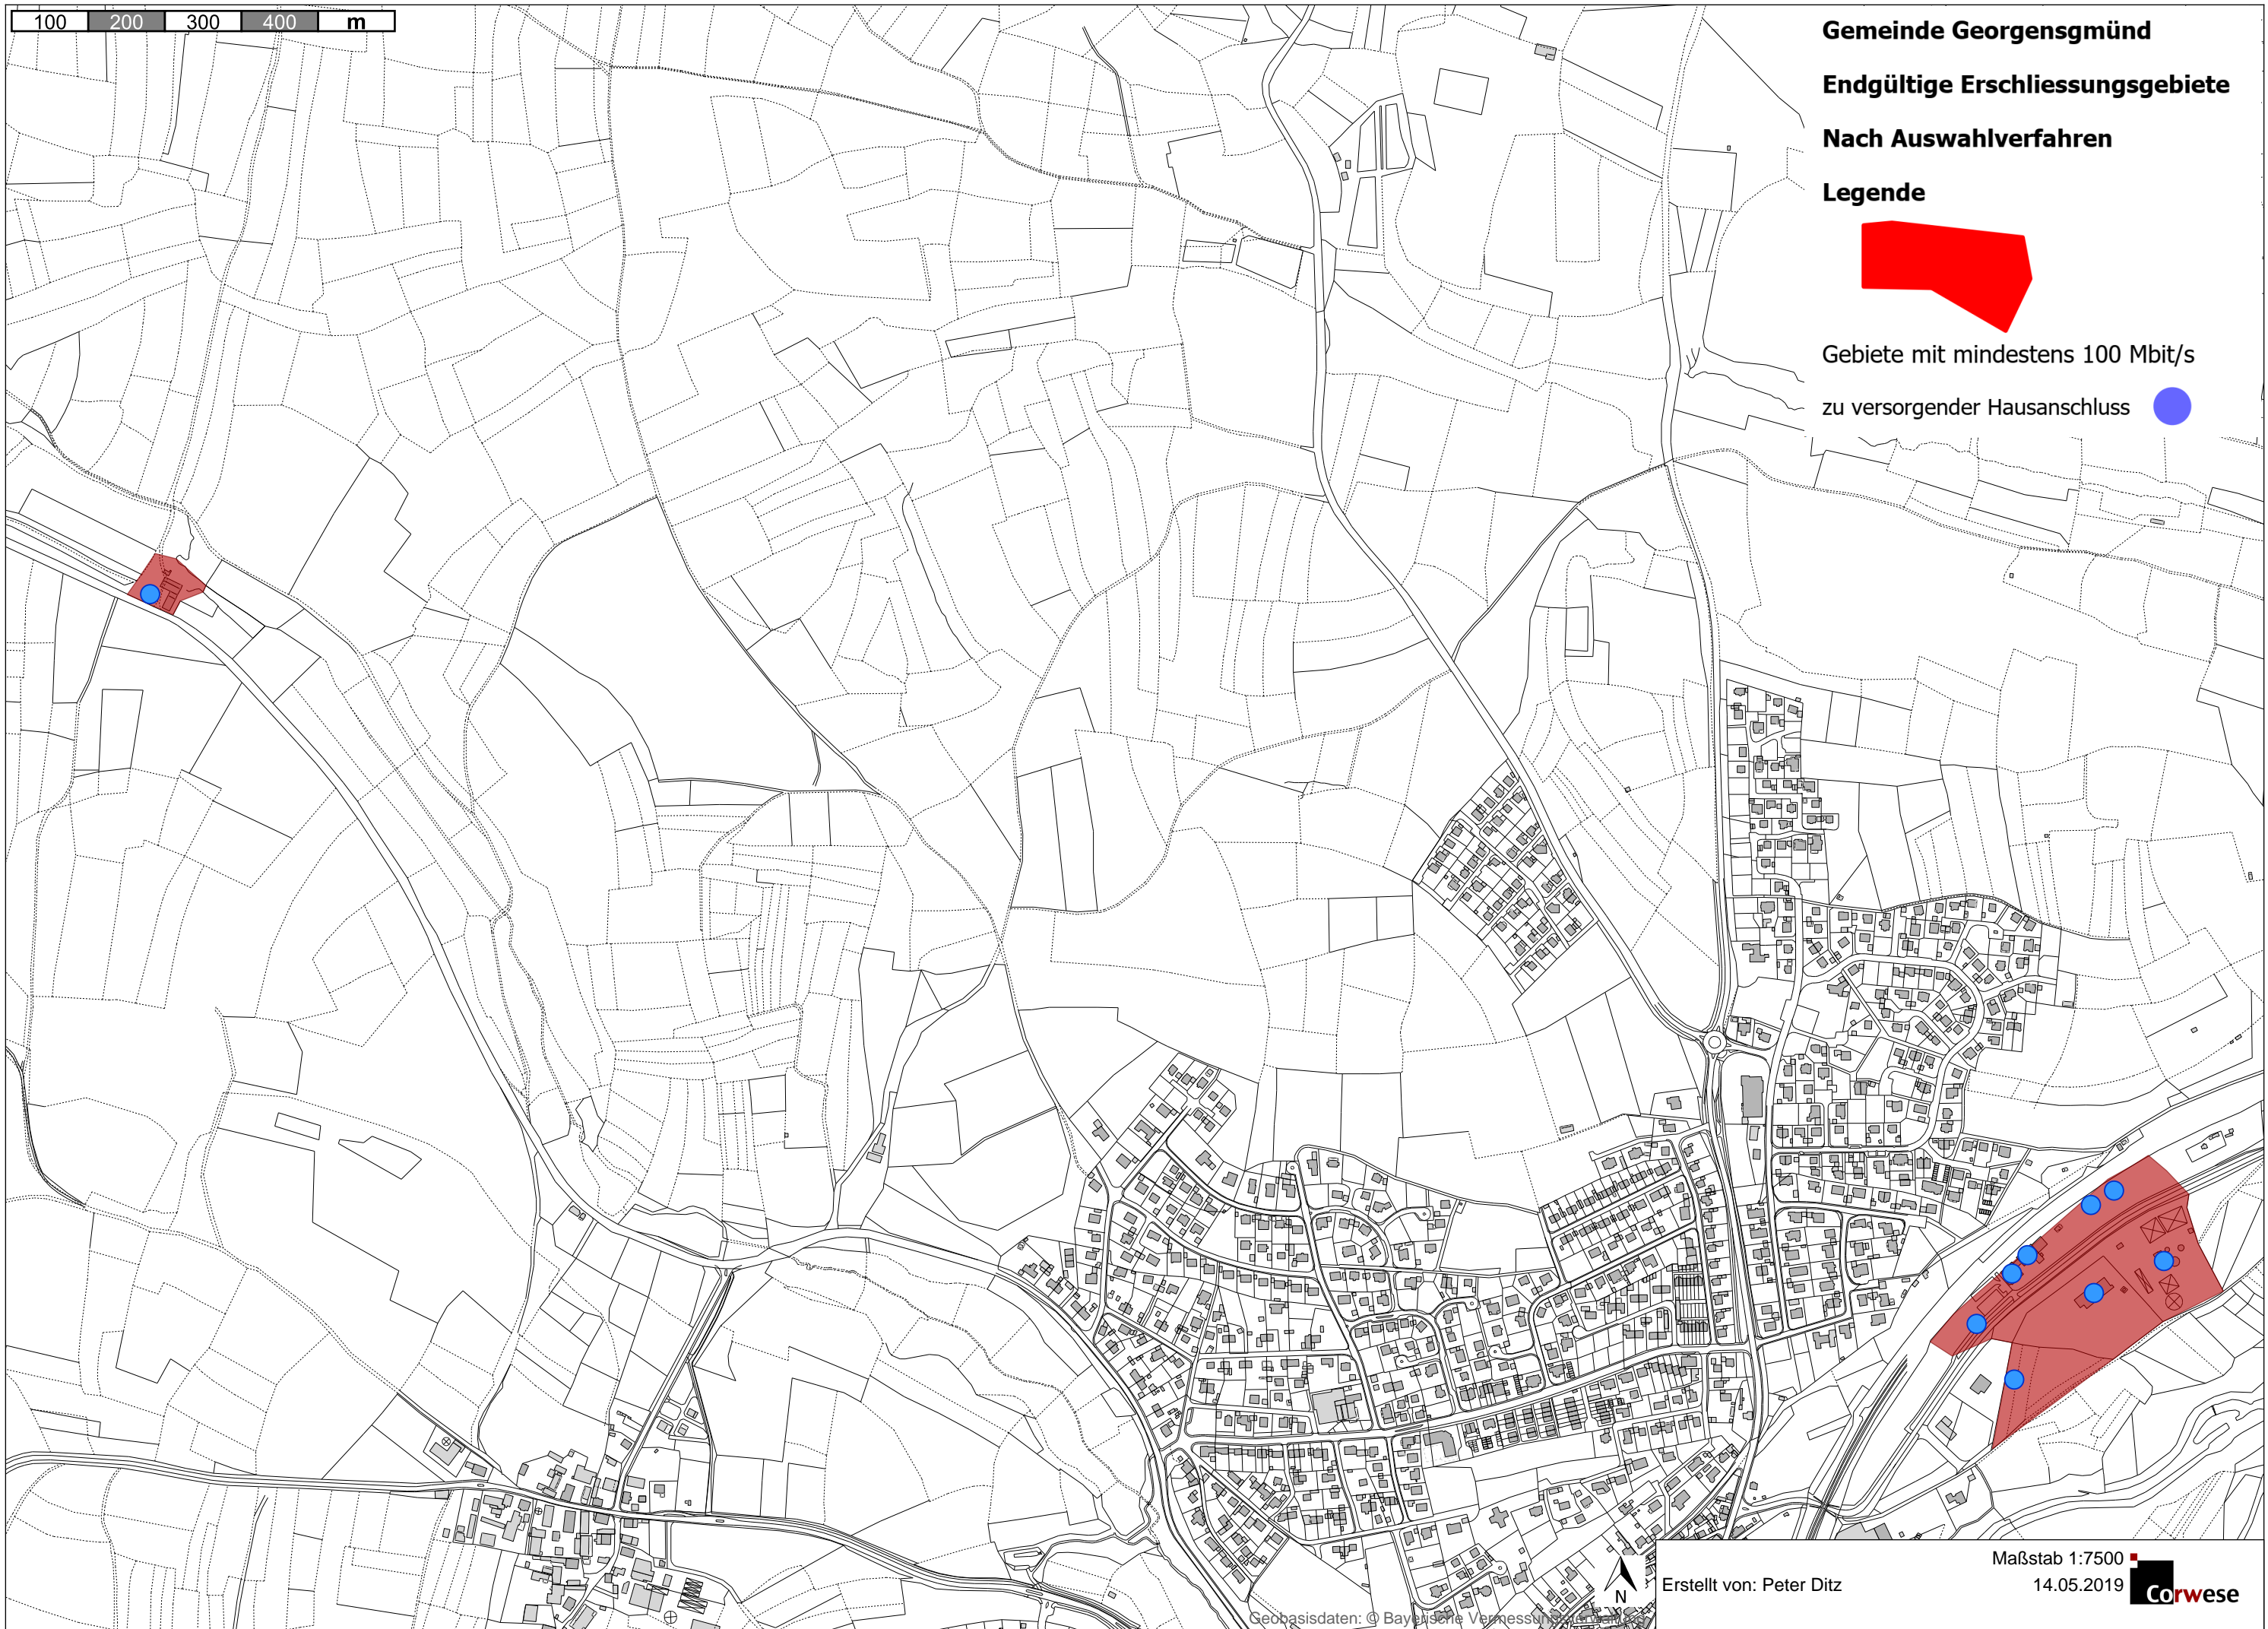 100 200 300 400 m
Gemeinde Georgensgmünd
Endgültige Erschliessungsgebiete
Nach Auswahlverfahren
Legende
Gebiete mit mindestens 100 Mbit/s
zu versorgender Hausanschluss
N
Erstellt von: Peter Ditz
Maßstab 1:7500
14.05.2019
Corwese
Geobasisdaten: © Bayerische